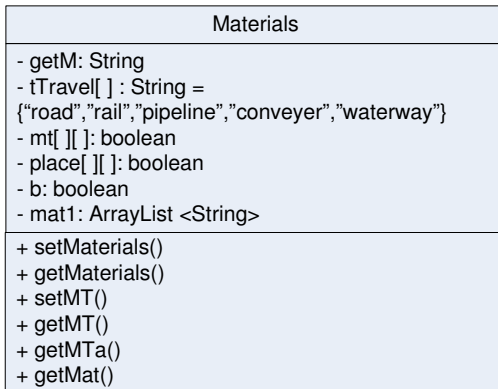 Materials
- getM: String
- tTravel[ ] : String =
{“road”,”rail”,”pipeline”,”conveyer”,”waterway”}
- mt[ ][ ]: boolean
- place[ ][ ]: boolean
- b: boolean
- mat1: ArrayList <String>
+ setMaterials()
+ getMaterials()
+ setMT()
+ getMT()
+ getMTa()
+ getMat()